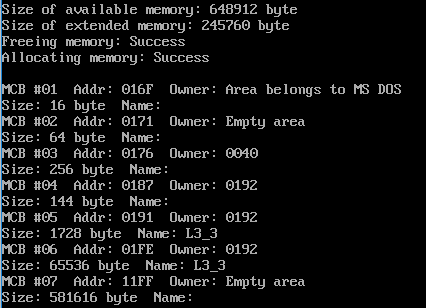 Size of available memory: 648912 byte
Size of extended memory: 245760 byte
Freeing memory: Success
Allocating memory: Success
MCB #01 Addr: 016F Owner: Area belongs to MS DOS
Size: 16 byte Name:
MCB #02 Addr: 0171 Owner: Empty area
Size: 64 byte Name:
MCB #03 Addr: 0176 Owner: 0040
Size: 256 byte Name:
MCB #04 Addr: 0187 Owner: 0192
Size: 144 byte Name:
MCB #05 Addr: 0191 Owner: 0192
Size: 1728 byte Name: L3_3
MCB #06 Addr: 01FE Owner: 0192
Size: 65536 byte Name: L3_3
MCB #07 Addr: 11FF Owner: Empty area
Size: 581616 byte Name: